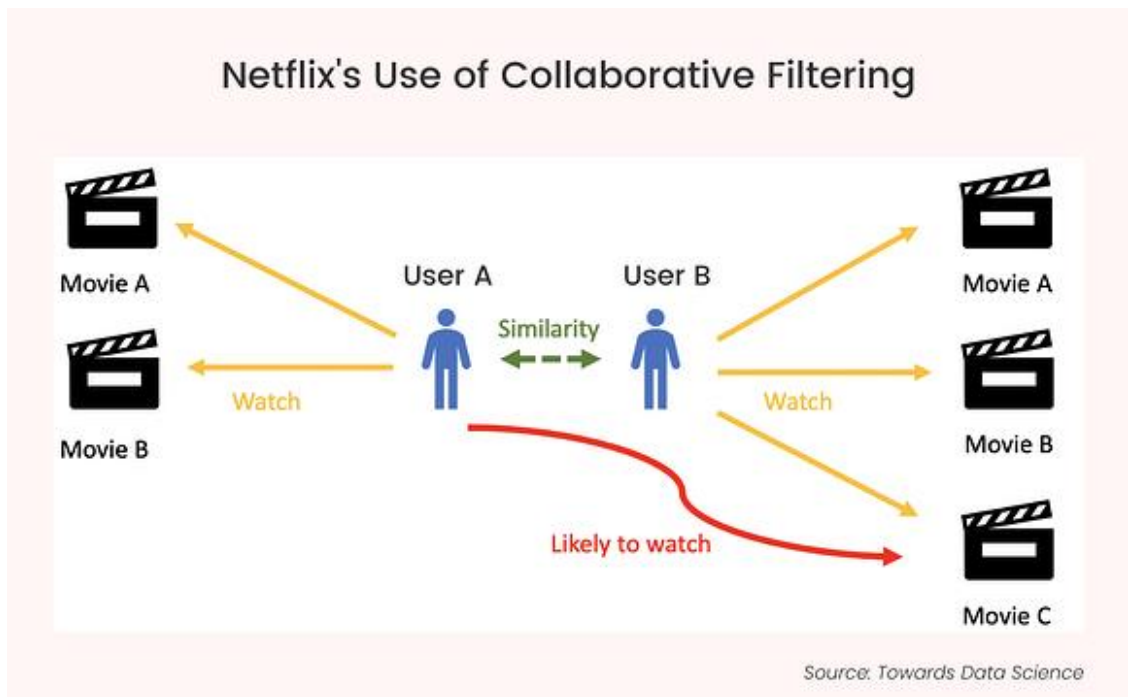 Netflix's Use of Collaborative Filtering
Movie A
User A
User B
Movie A
Similarity
Watch
Watch
Movie B
Movie B
Likely to watch
Movie C
Source: Towards Data Science